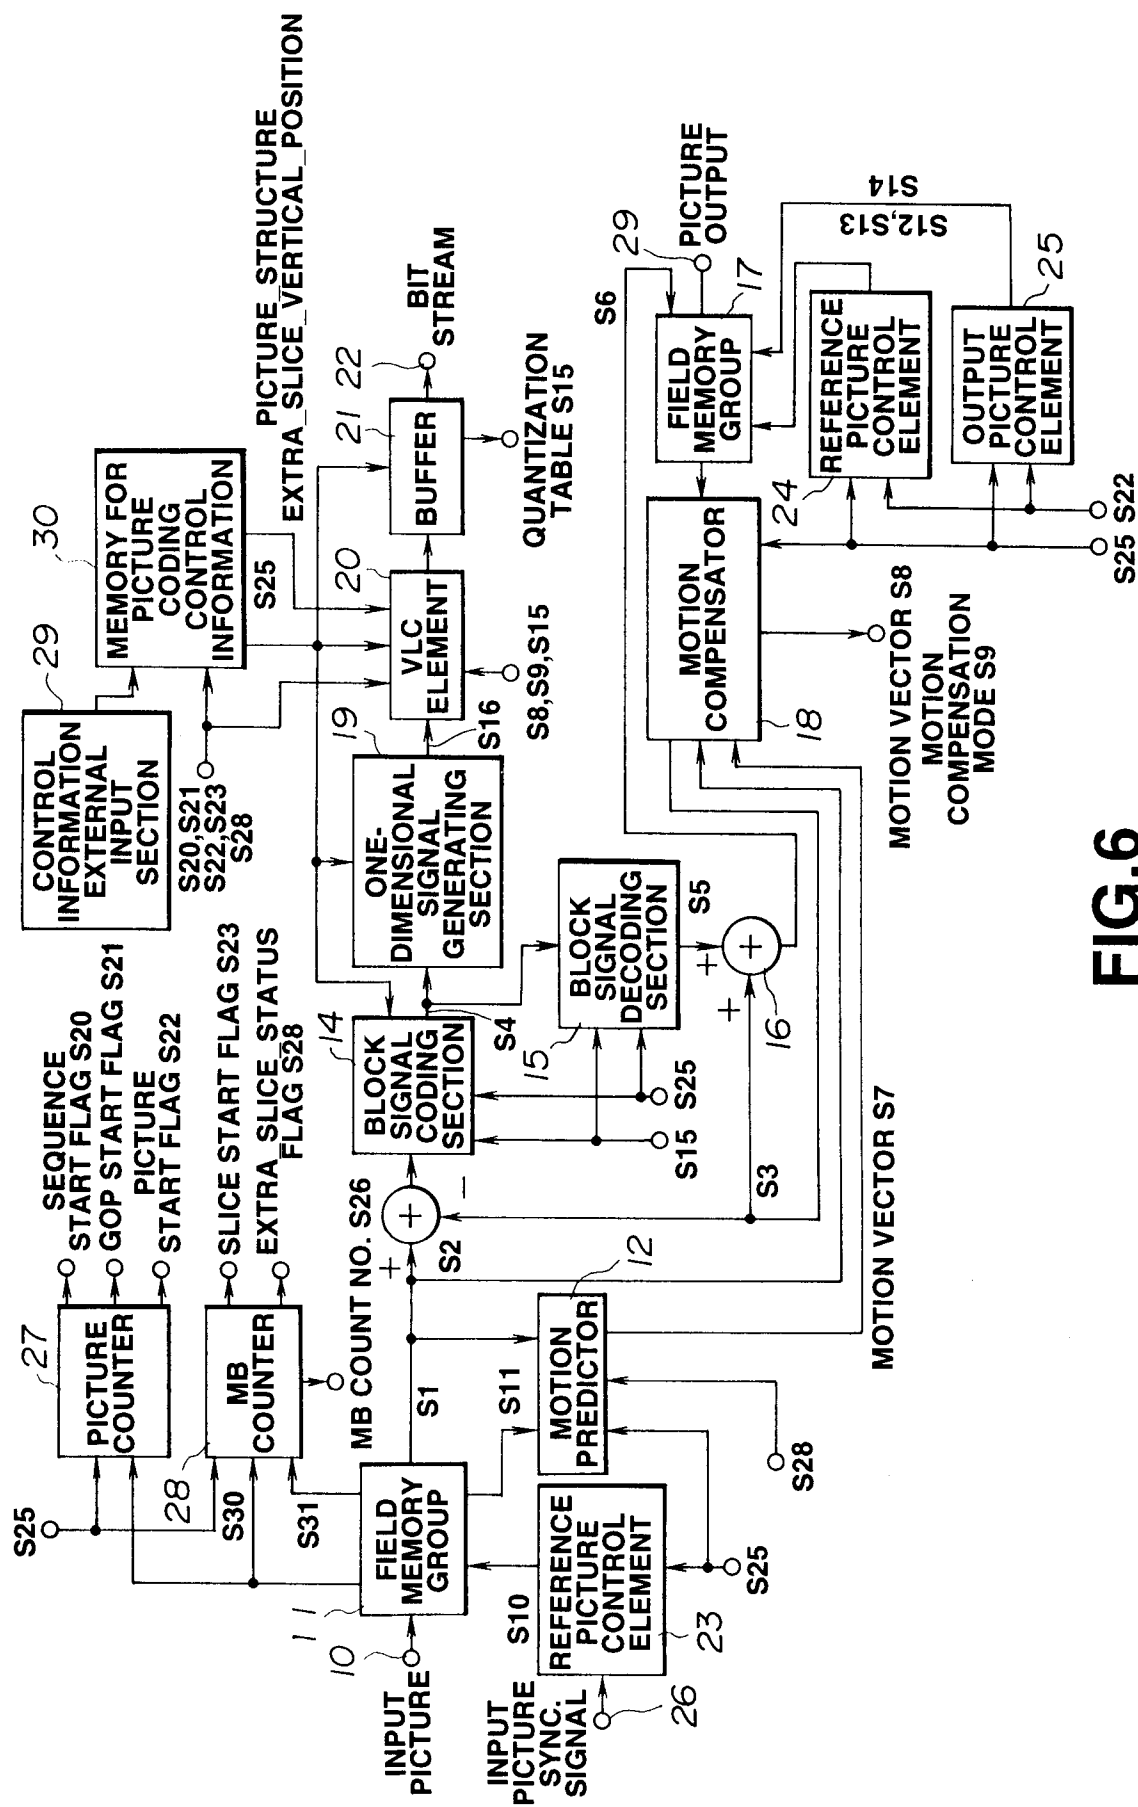 FIG.6
INPUT
PICTURE
10
11
FIELD
MEMORY
GROUP
S25
27
PICTURE
COUNTER
SEQUENCE
START FLAG S20
GOP START FLAG S21
PICTURE
START FLAG S22
28
MB
COUNTER
S30
S31
SLICE START FLAG S23
EXTRA_SLICE_STATUS
FLAG S28
MB COUNT NO. S26
CONTROL
INFORMATION
EXTERNAL
INPUT
SECTION
29
S20,S21
S22,S23
S28
30
MEMORY FOR
PICTURE
CODING
CONTROL
INFORMATION
S25
PICTURE_STRUCTURE
EXTRA_SLICE_VERTICAL_POSITION
S1
S2
+
+
-
14
BLOCK
SIGNAL
CODING
SECTION
S4
19
ONE-
DIMENSIONAL
SIGNAL
GENERATING
SECTION
S16
20
VLC
ELEMENT
S8,S9,S15
21
BUFFER
22
BIT
STREAM
QUANTIZATION
TABLE S15
S15
S25
15
BLOCK
SIGNAL
DECODING
SECTION
S5
+
+
+
16
S3
S6
INPUT
PICTURE
SYNC.
SIGNAL
26
S10
REFERENCE
PICTURE
CONTROL
ELEMENT
23
S25
S11
12
MOTION
PREDICTOR
S28
MOTION VECTOR S7
MOTION
COMPENSATOR
18
MOTION VECTOR S8
MOTION
COMPENSATION
MODE S9
FIELD
MEMORY
GROUP
17
29
PICTURE
OUTPUT
24
REFERENCE
PICTURE
CONTROL
ELEMENT
S12,S13
S14
OUTPUT
PICTURE
CONTROL
ELEMENT
25
S25
S22